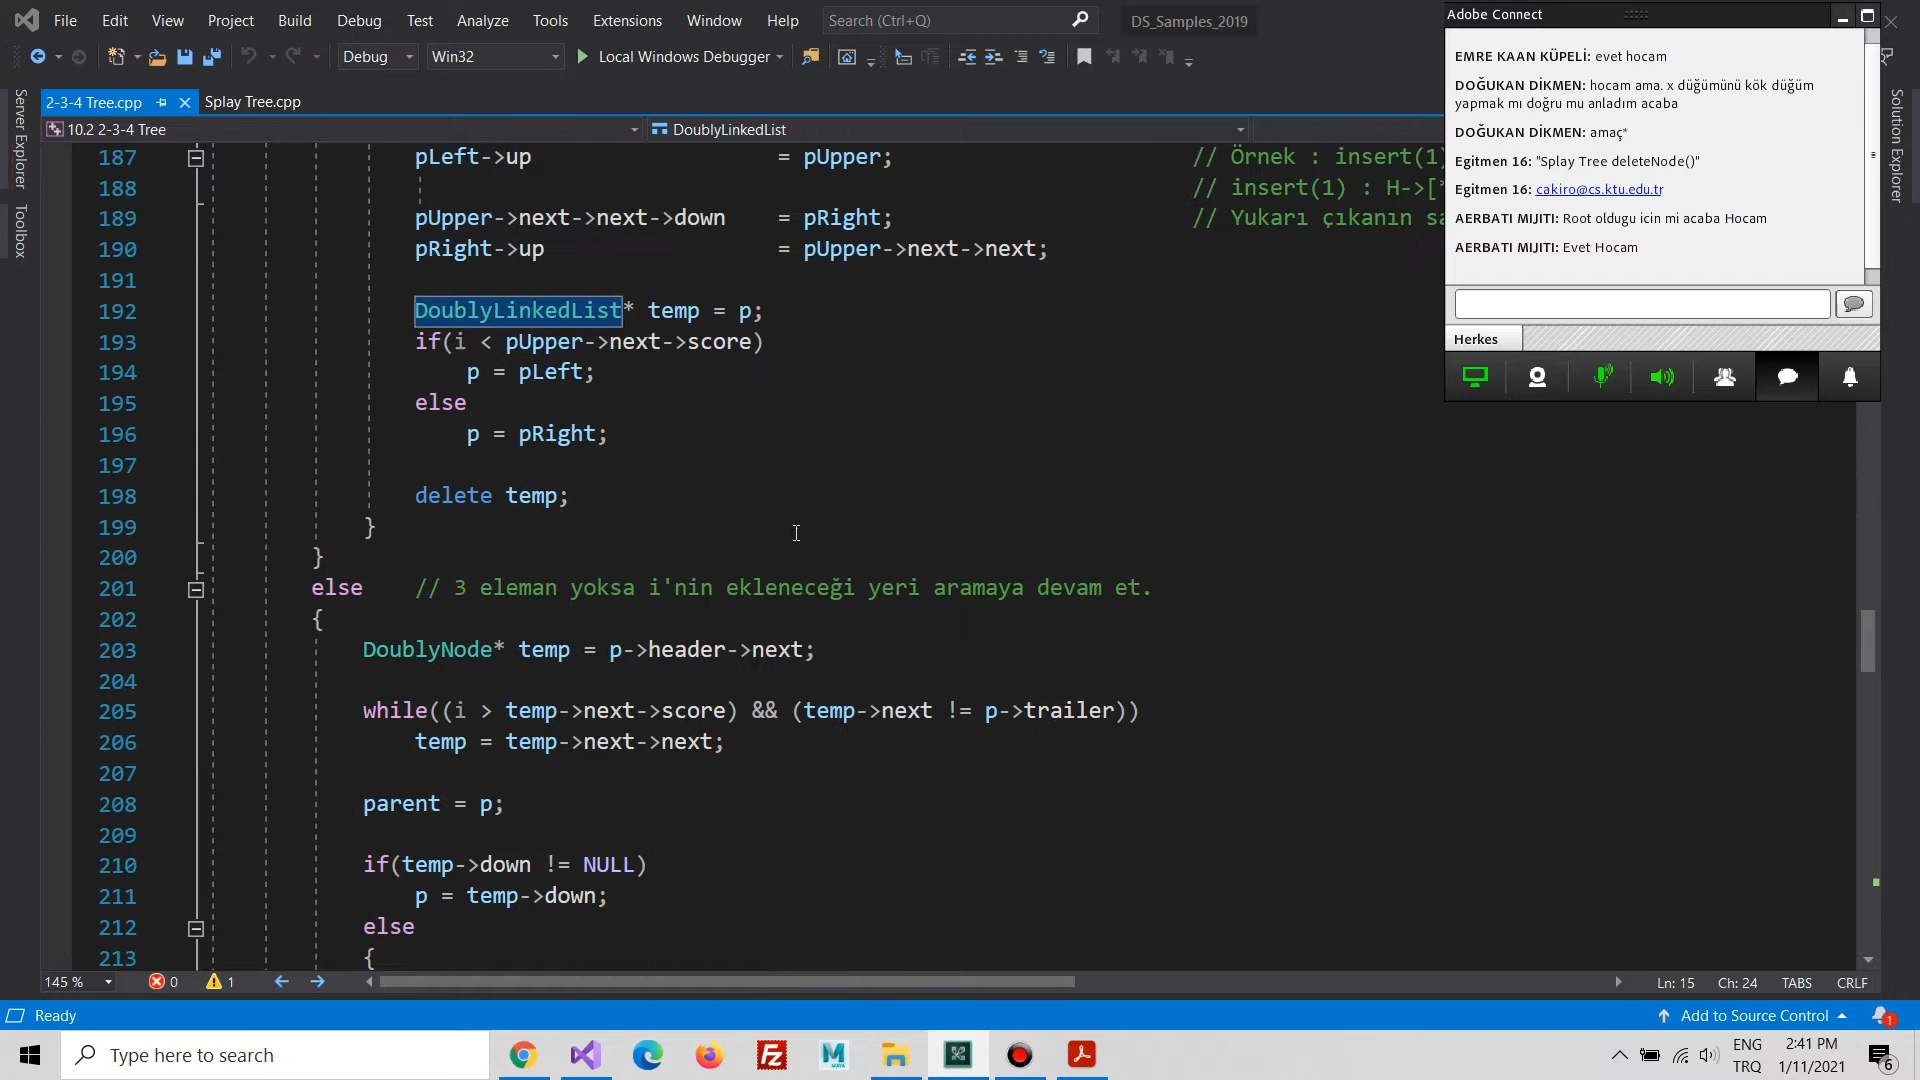 File Edit View Project Build Debug Test Analyze Tools Extensions Window Help Search (Ctrl+Q) DS_Samples_2019
Debug Win32 Local Windows Debugger
2-3-4 Tree.cpp Splay Tree.cpp
10.2 2-3-4 Tree DoublyLinkedList
Server Explorer
Toolbox
Solution Explorer
187 pLeft->up = pUpper; // Örnek : insert(1)
188 // insert(1) : H->[*
189 pUpper->next->next->down = pRight; // Yukarı çıkanın sa
190 pRight->up = pUpper->next->next;
191
192 DoublyLinkedList* temp = p;
193 if(i < pUpper->next->score)
194 p = pLeft;
195 else
196 p = pRight;
197
198 delete temp;
199 }
200 }
201 else // 3 eleman yoksa i'nin ekleneceği yeri aramaya devam et.
202 {
203 DoublyNode* temp = p->header->next;
204
205 while((i > temp->next->score) && (temp->next != p->trailer))
206 temp = temp->next->next;
207
208 parent = p;
209
210 if(temp->down != NULL)
211 p = temp->down;
212 else
213 {
Adobe Connect
EMRE KAAN KÜPELİ: evet hocam
DOĞUKAN DİKMEN: hocam ama. x düğümünü kök düğüm
yapmak mı doğru mu anladım acaba
DOĞUKAN DİKMEN: amaç*
Egitmen 16: "Splay Tree deleteNode()"
Egitmen 16: cakiro@cs.ktu.edu.tr
AERBATI MIJITI: Root oldugu icin mi acaba Hocam
AERBATI MIJITI: Evet Hocam
Herkes
145 % 0 1 Ln: 15 Ch: 24 TABS CRLF
Ready Add to Source Control 1
Type here to search
ENG
TRQ
2:41 PM
1/11/2021
6